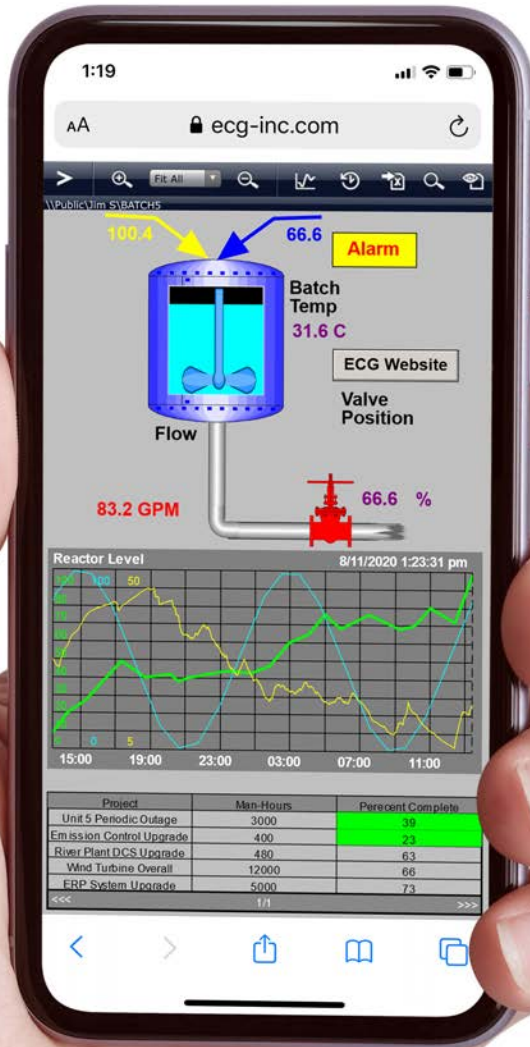 1:19
AA ecg-inc.com
Fit All
\\Public\Jim S\BATCH5
100.4
66.6
Alarm
Batch
Temp
31.6 C
ECG Website
Valve
Position
Flow
83.2 GPM
66.6 %
Reactor Level 8/11/2020 1:23:31 pm
100 100 50
0 0 5
15:00 19:00 23:00 03:00 07:00 11:00
Project Man-Hours Perecent Complete
Unit 5 Periodic Outage 3000 39
Emission Control Upgrade 400 23
River Plant DCS Upgrade 480 63
Wind Turbine Overall 12000 66
ERP System Upgrade 5000 73
<<< 1/1 >>>